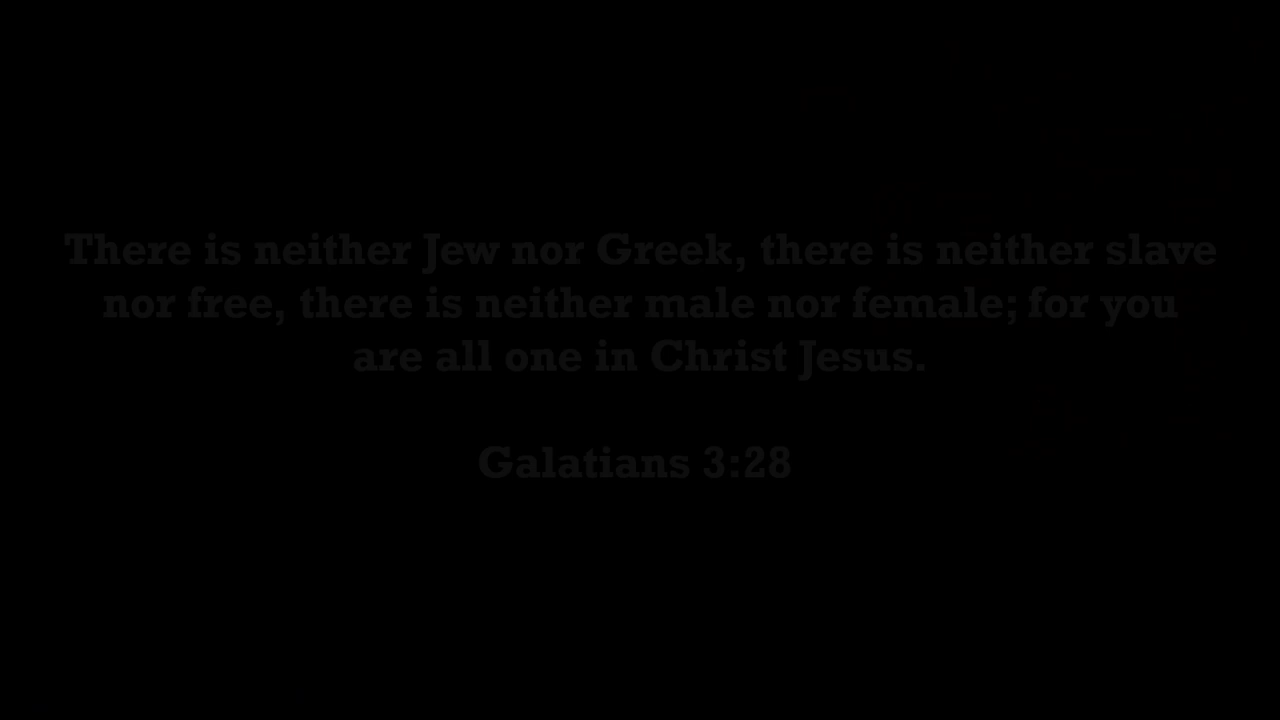 There is neither Jew nor Greek, there is neither slave
nor free, there is neither male nor female; for you
are all one in Christ Jesus.
Galatians 3:28